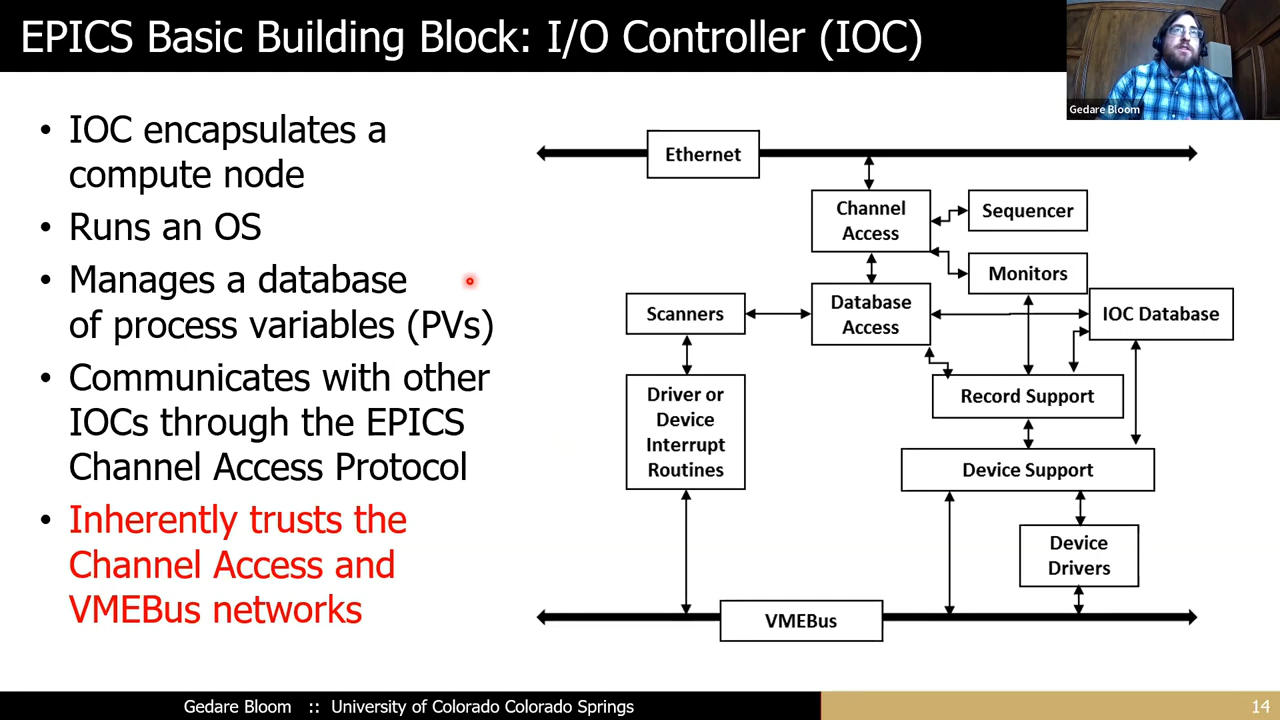 EPICS Basic Building Block: I/O Controller (IOC)
Gedare Bloom
• IOC encapsulates a
compute node
• Runs an OS
• Manages a database
of process variables (PVs)
• Communicates with other
IOCs through the EPICS
Channel Access Protocol
• Inherently trusts the
Channel Access and
VMEBus networks
Ethernet
Channel
Access
Sequencer
Monitors
Scanners
Database
Access
IOC Database
Driver or
Device
Interrupt
Routines
Record Support
Device Support
Device
Drivers
VMEBus
Gedare Bloom :: University of Colorado Colorado Springs
14